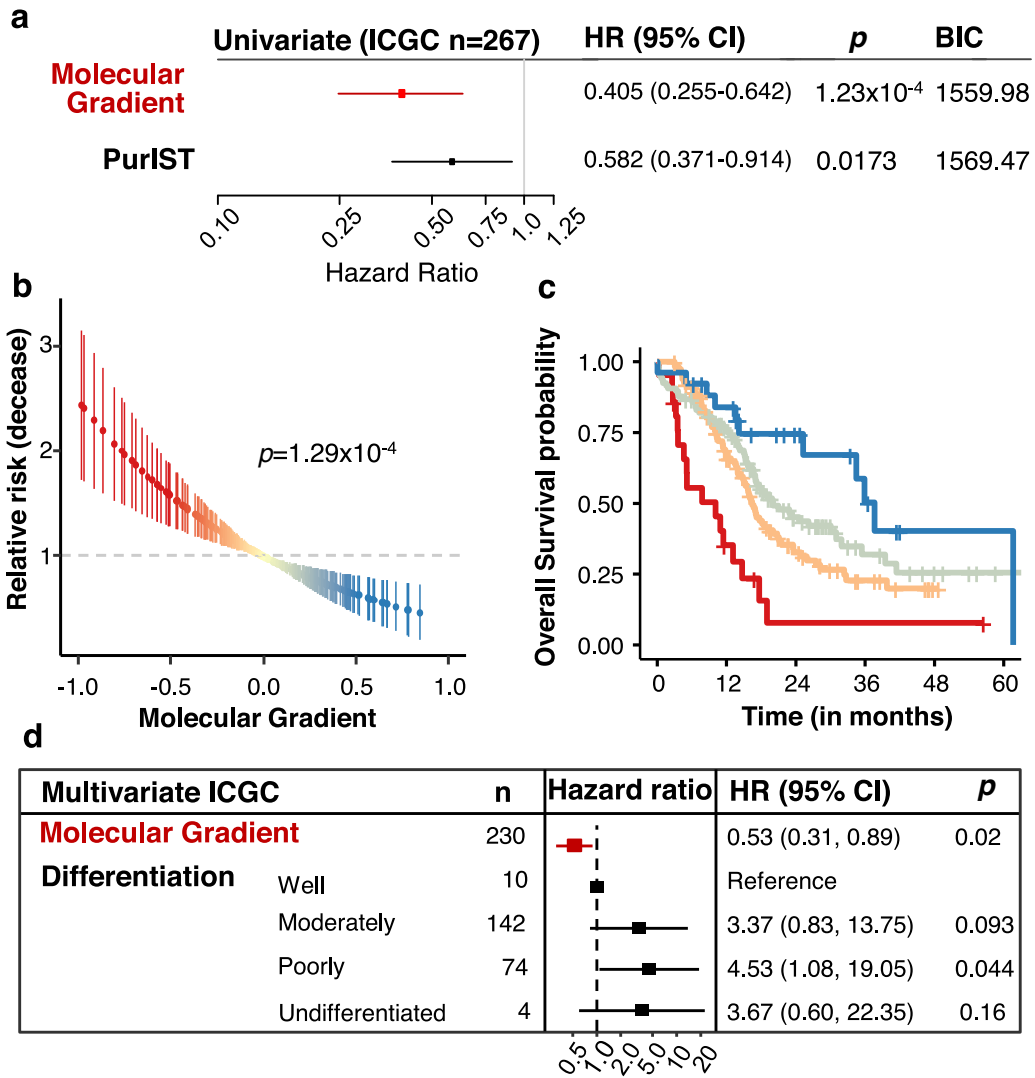 a
Univariate (ICGC n=267) HR (95% CI) p BIC
Molecular Gradient 0.405 (0.255-0.642) 1.23x10-4 1559.98
PurIST 0.582 (0.371-0.914) 0.0173 1569.47
0.10 0.25 0.50 0.75 1.0 1.25
Hazard Ratio
b
Relative risk (decease)
3
2
1
p=1.29x10-4
-1.0 -0.5 0.0 0.5 1.0
Molecular Gradient
c
Overall Survival probability
1.00
0.75
0.50
0.25
0.00
0 12 24 36 48 60
Time (in months)
d
Multivariate ICGC n Hazard ratio HR (95% CI) p
Molecular Gradient 230 0.53 (0.31, 0.89) 0.02
Differentiation Well 10 Reference
Moderately 142 3.37 (0.83, 13.75) 0.093
Poorly 74 4.53 (1.08, 19.05) 0.044
Undifferentiated 4 3.67 (0.60, 22.35) 0.16
0.5 1.0 2.0 5.0 10 20